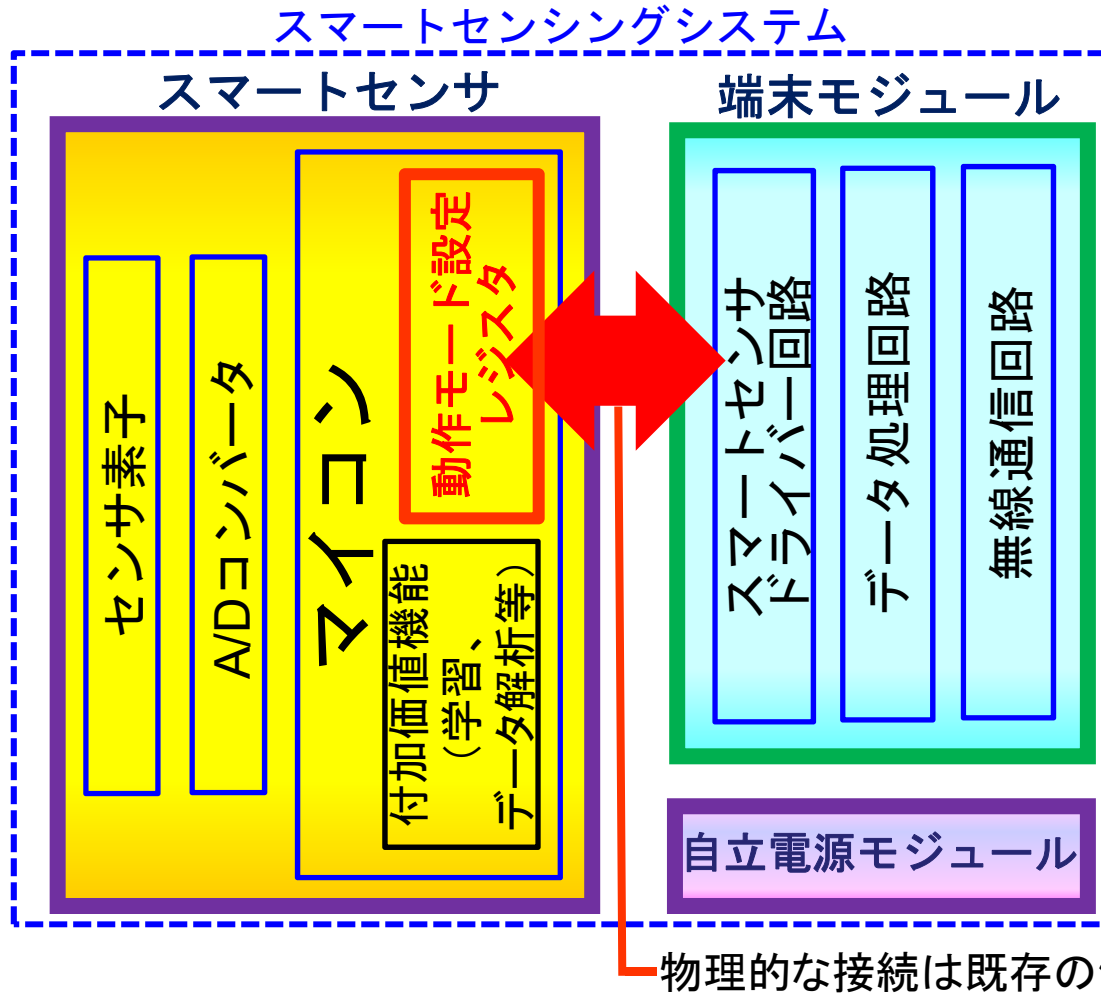 スマートセンシングシステム
スマートセンサ
端末モジュール
センサ素子
A/Dコンバータ
マイコン
動作モード設定
レジスタ
付加価値機能
（学習、
データ解析等）
スマートセンサ
ドライバー回路
データ処理回路
無線通信回路
自立電源モジュール
物理的な接続は既存の